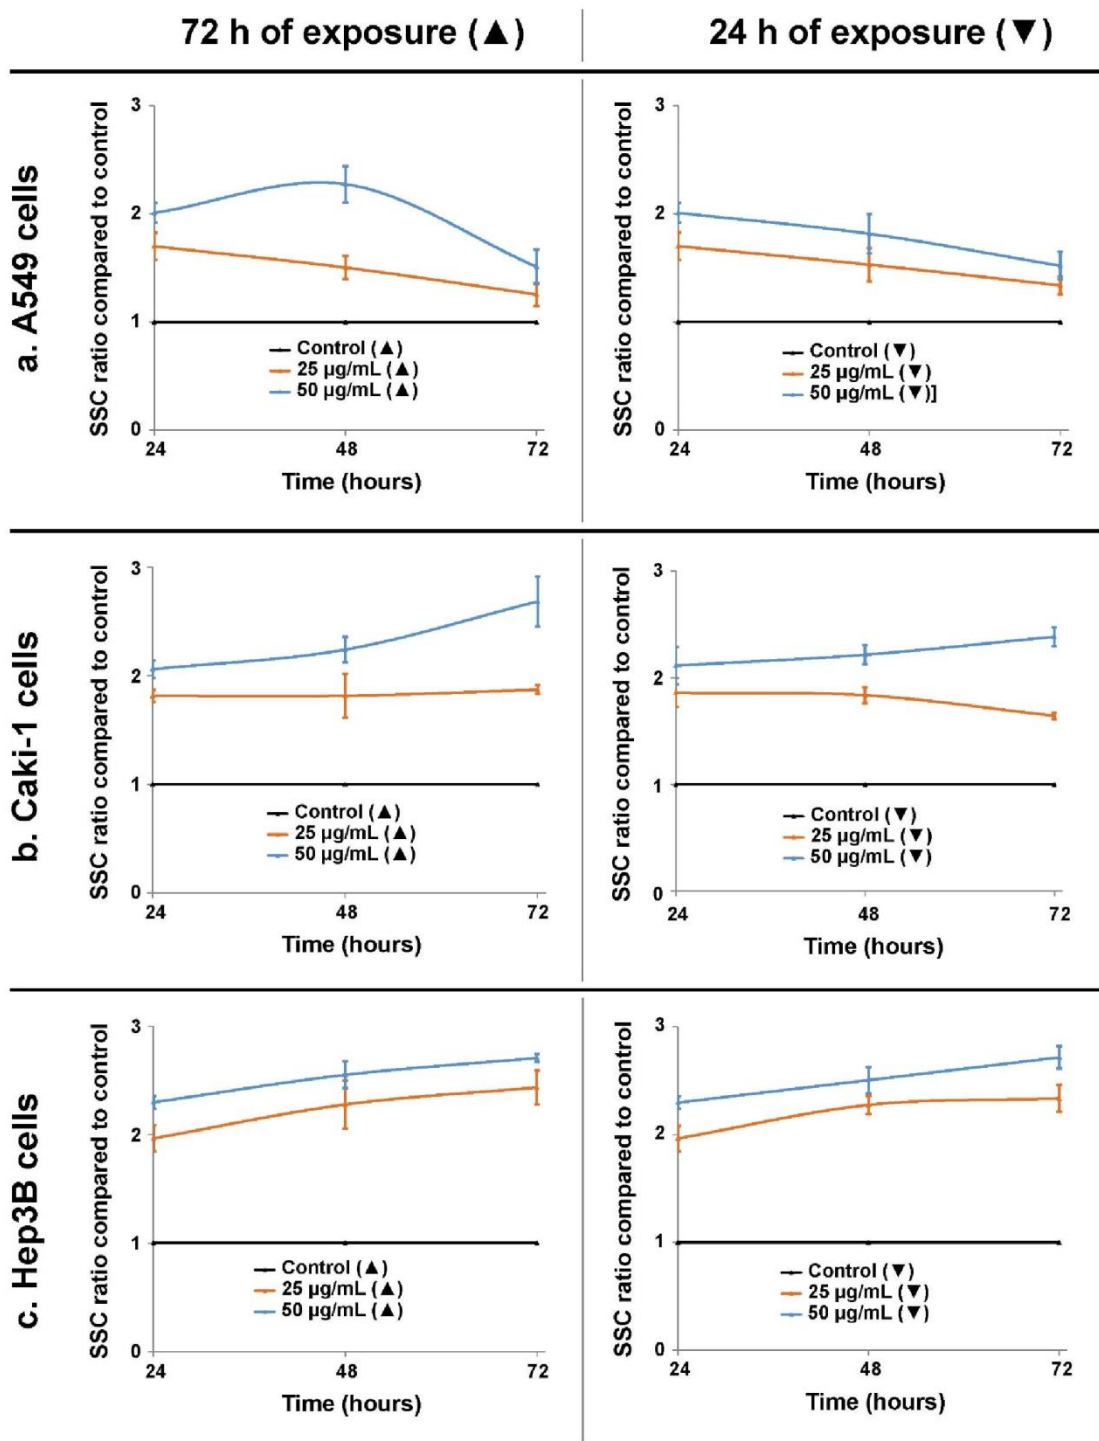 72 h of exposure (▲)
24 h of exposure (▼)
a. A549 cells
SSC ratio compared to control
3
2
1
0
Control (▲)
25 µg/mL (▲)
50 µg/mL (▲)
24
48
72
Time (hours)
SSC ratio compared to control
3
2
1
0
Control (▼)
25 µg/mL (▼)
50 µg/mL (▼)]
24
48
72
Time (hours)
b. Caki-1 cells
SSC ratio compared to control
3
2
1
0
Control (▲)
25 µg/mL (▲)
50 µg/mL (▲)
24
48
72
Time (hours)
SSC ratio compared to control
3
2
1
0
Control (▼)
25 µg/mL (▼)
50 µg/mL (▼)
24
48
72
Time (hours)
c. Hep3B cells
SSC ratio compared to control
3
2
1
0
Control (▲)
25 µg/mL (▲)
50 µg/mL (▲)
24
48
72
Time (hours)
SSC ratio compared to control
3
2
1
0
Control (▼)
25 µg/mL (▼)
50 µg/mL (▼)
24
48
72
Time (hours)